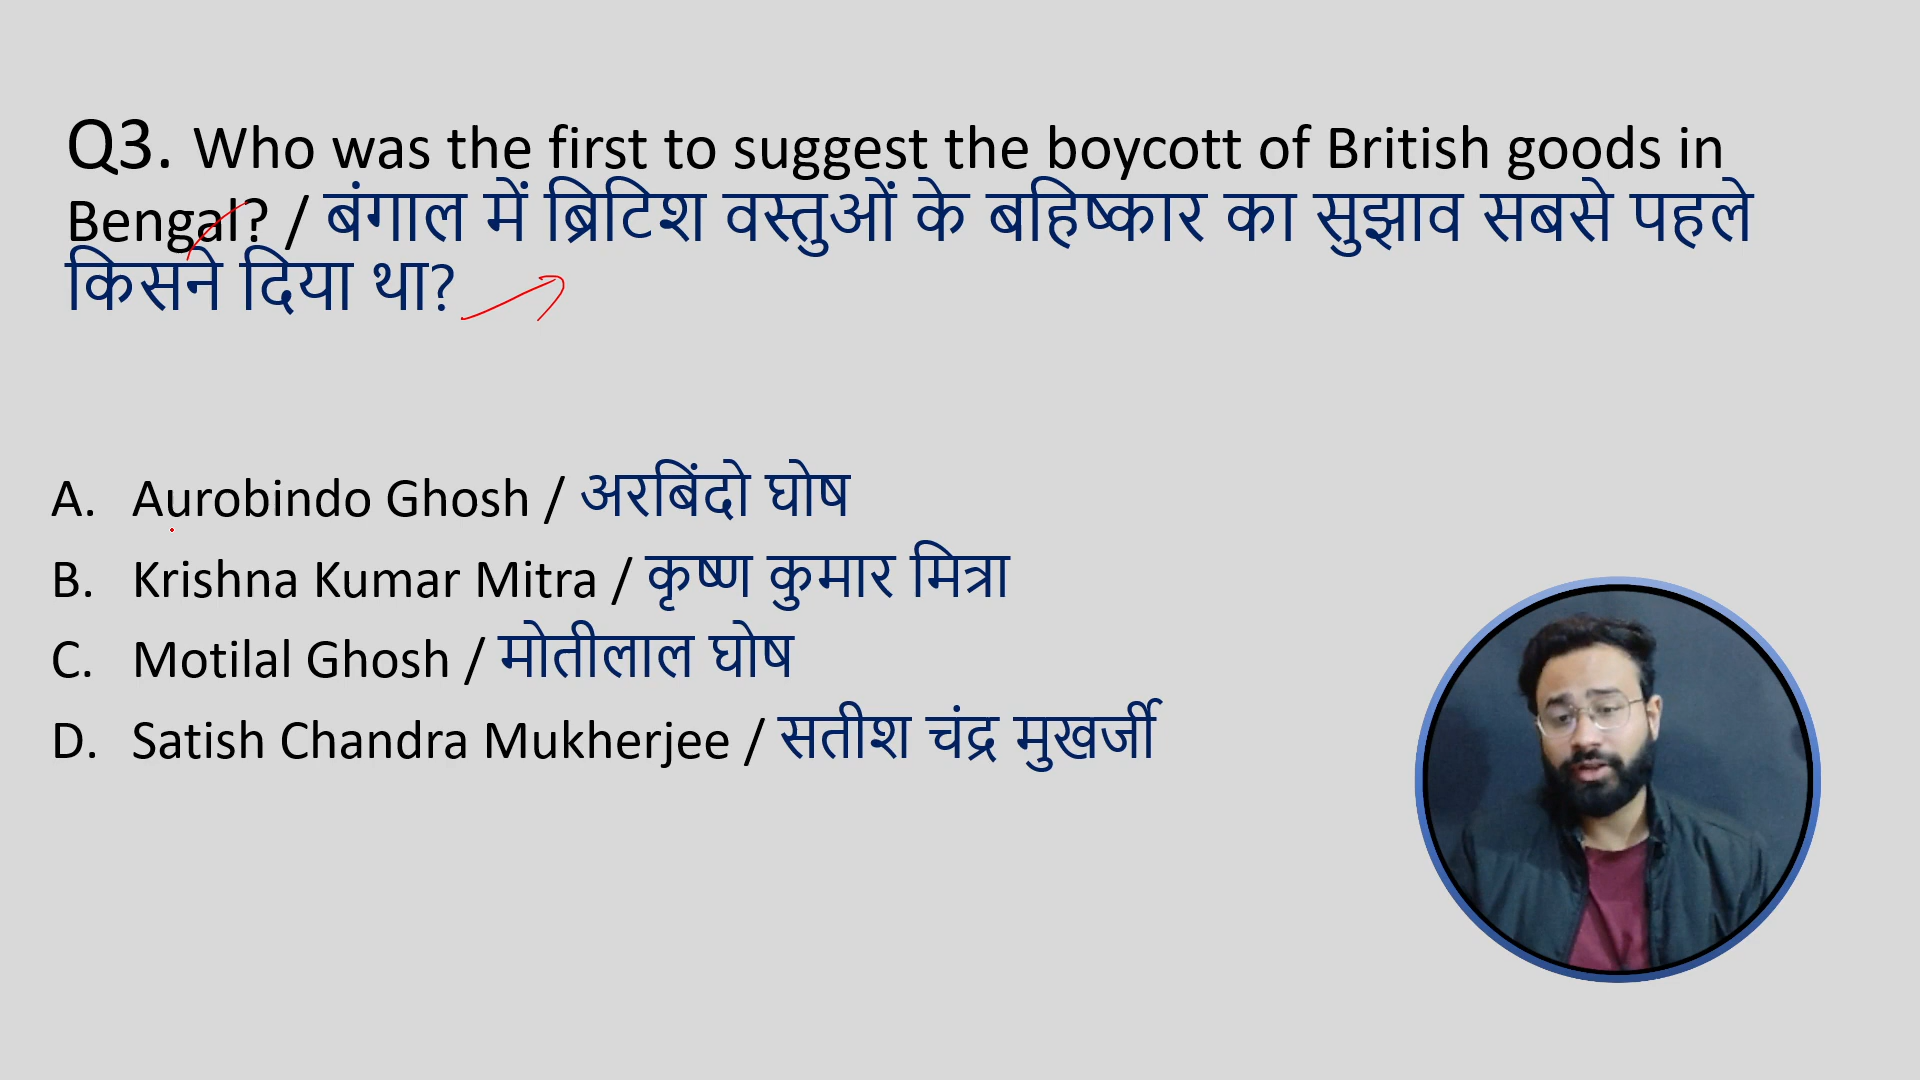 Q3. Who was the first to suggest the boycott of British goods in
Bengal? / बंगाल में ब्रिटिश वस्तुओं के बहिष्कार का सुझाव सबसे पहले
किसने दिया था?
A. Aurobindo Ghosh / अरबिंदो घोष
B. Krishna Kumar Mitra / कृष्ण कुमार मित्रा
C. Motilal Ghosh / मोतीलाल घोष
D. Satish Chandra Mukherjee / सतीश चंद्र मुखर्जी